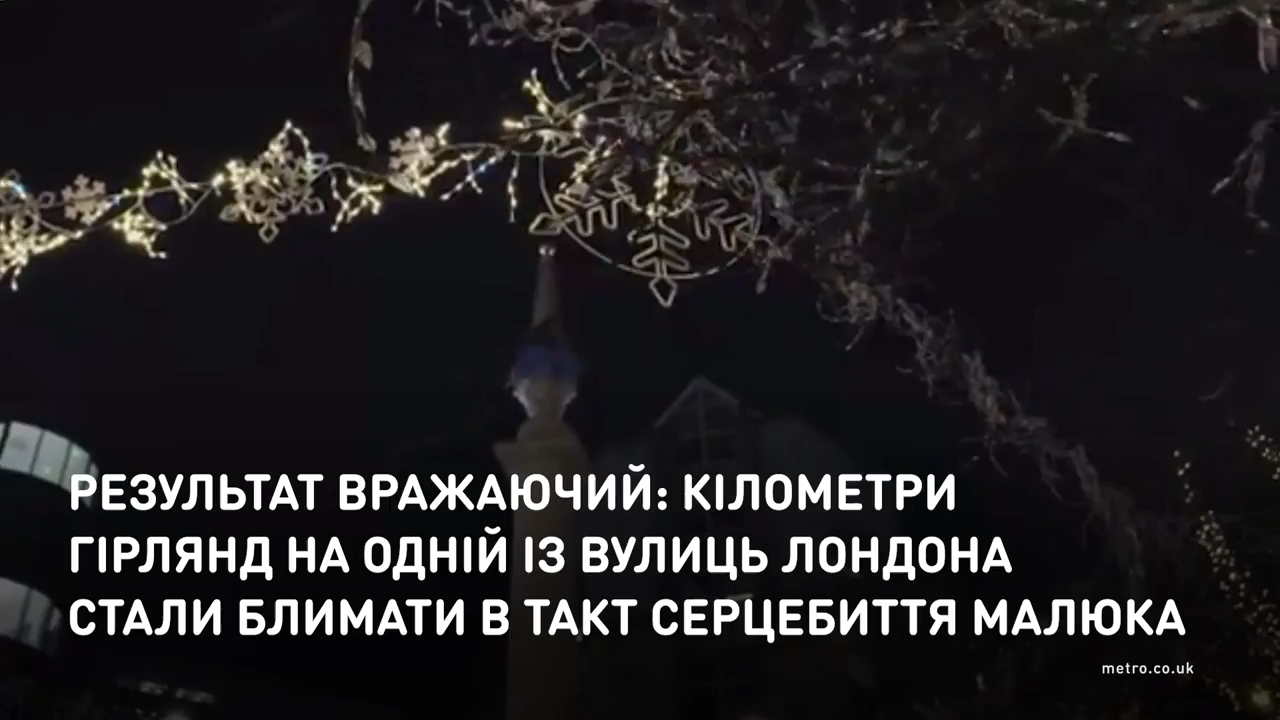 РЕЗУЛЬТАТ ВРАЖАЮЧИЙ: КІЛОМЕТРИ
ГІРЛЯНД НА ОДНІЙ ІЗ ВУЛИЦЬ ЛОНДОНА
СТАЛИ БЛИМАТИ В ТАКТ СЕРЦЕБИТТЯ МАЛЮКА
metro.co.uk